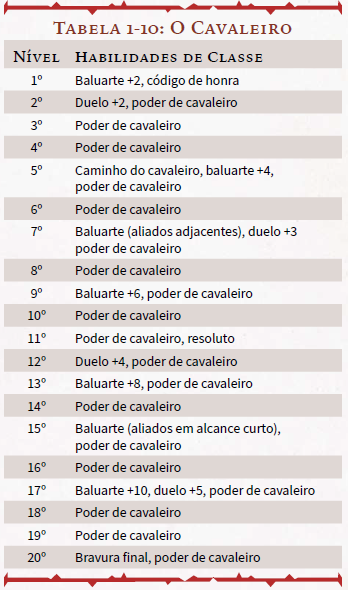 Tabela 1-10: O Cavaleiro
Nível Habilidades de Classe
1º Baluarte +2, código de honra
2º Duelo +2, poder de cavaleiro
3º Poder de cavaleiro
4º Poder de cavaleiro
5º Caminho do cavaleiro, baluarte +4,
poder de cavaleiro
6º Poder de cavaleiro
7º Baluarte (aliados adjacentes), duelo +3
poder de cavaleiro
8º Poder de cavaleiro
9º Baluarte +6, poder de cavaleiro
10º Poder de cavaleiro
11º Poder de cavaleiro, resoluto
12º Duelo +4, poder de cavaleiro
13º Baluarte +8, poder de cavaleiro
14º Poder de cavaleiro
15º Baluarte (aliados em alcance curto),
poder de cavaleiro
16º Poder de cavaleiro
17º Baluarte +10, duelo +5, poder de cavaleiro
18º Poder de cavaleiro
19º Poder de cavaleiro
20º Bravura final, poder de cavaleiro